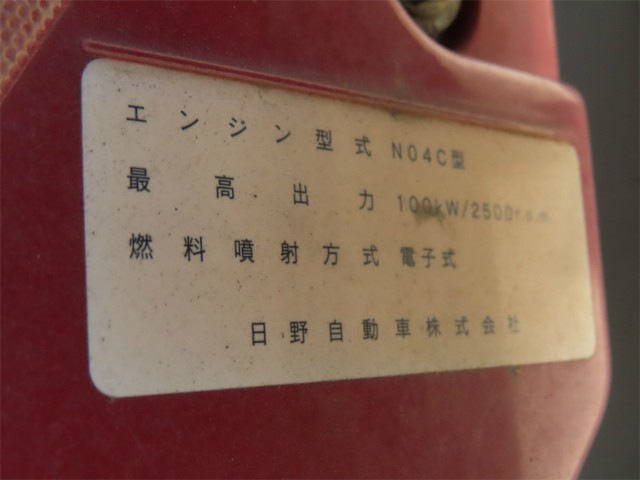 エンジン型式 N04C型
最高出力 100kW/2500r.p.m.
燃料噴射方式 電子式
日野自動車株式会社